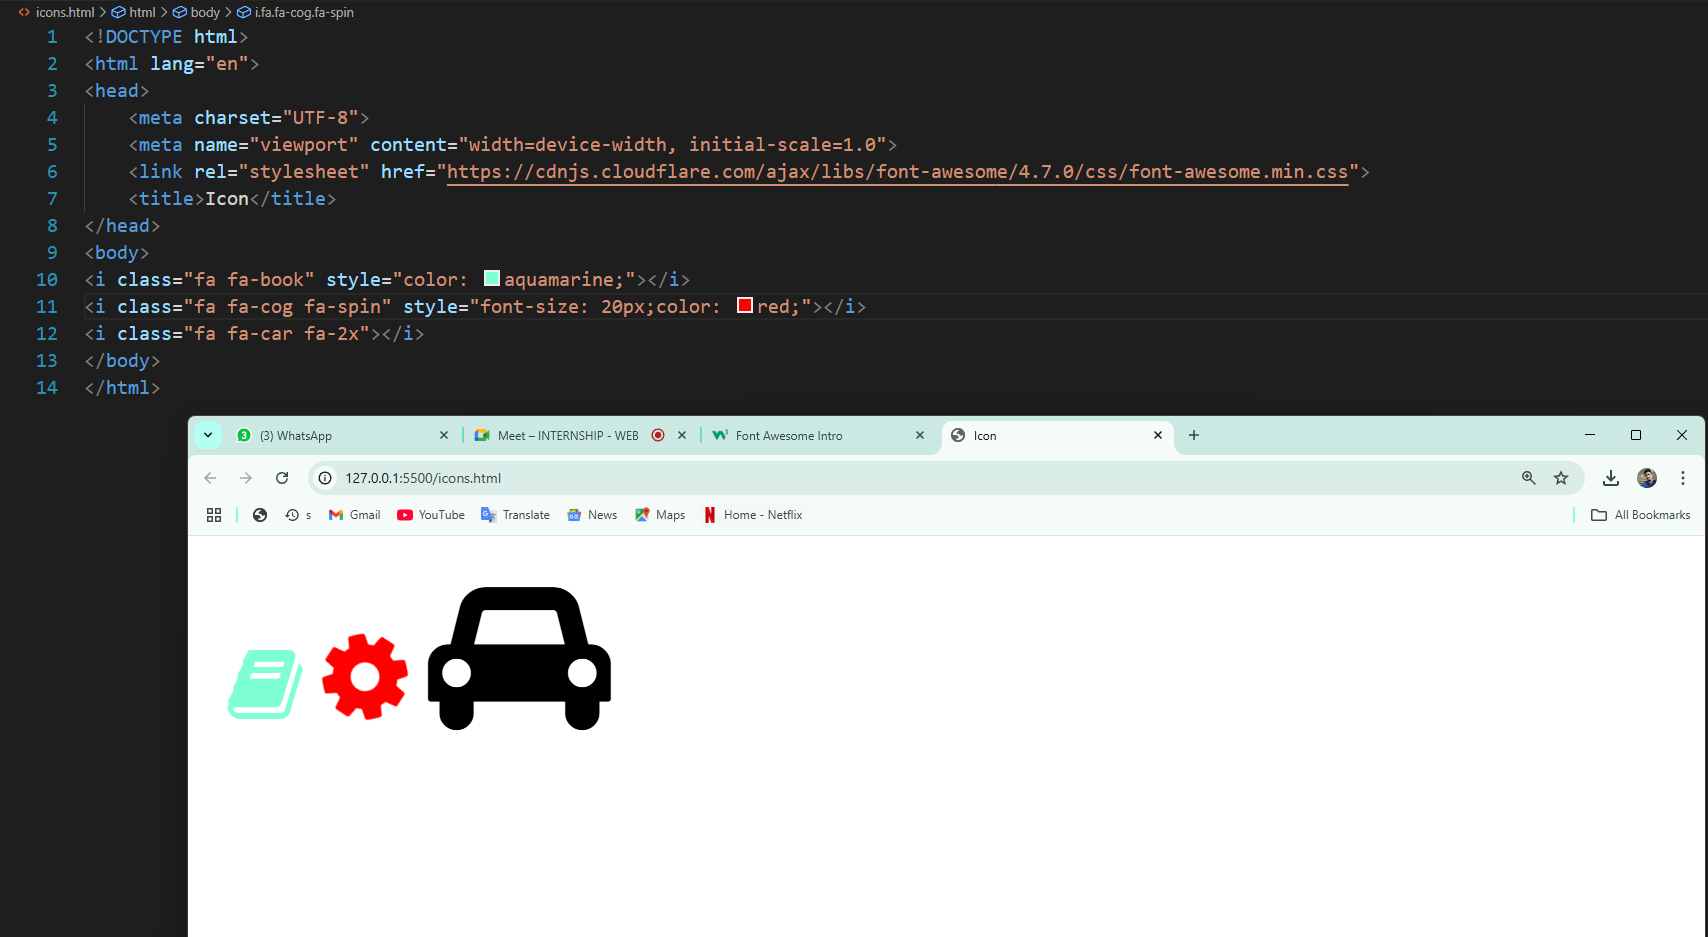 icons.html > html > body > i.fa.fa-cog.fa-spin
1 <!DOCTYPE html>
2 <html lang="en">
3 <head>
4 <meta charset="UTF-8">
5 <meta name="viewport" content="width=device-width, initial-scale=1.0">
6 <link rel="stylesheet" href="https://cdnjs.cloudflare.com/ajax/libs/font-awesome/4.7.0/css/font-awesome.min.css">
7 <title>Icon</title>
8 </head>
9 <body>
10 <i class="fa fa-book" style="color: aquamarine;"></i>
11 <i class="fa fa-cog fa-spin" style="font-size: 20px;color: red;"></i>
12 <i class="fa fa-car fa-2x"></i>
13 </body>
14 </html>
3 (3) WhatsApp Meet – INTERNSHIP - WEB Font Awesome Intro Icon
127.0.0.1:5500/icons.html
s Gmail YouTube Translate News Maps Home - Netflix All Bookmarks